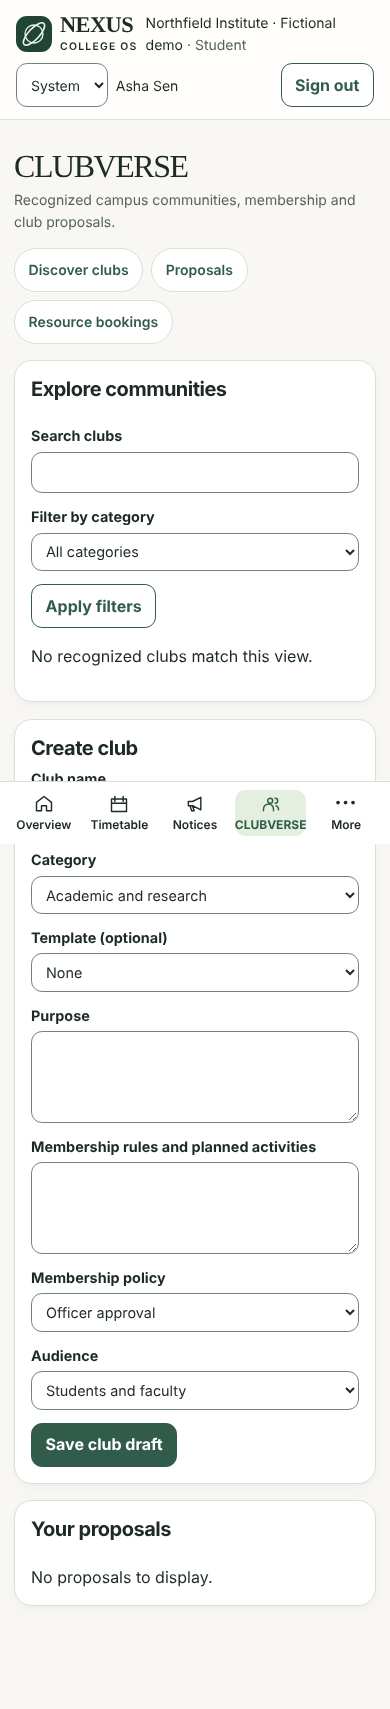 NEXUS
COLLEGE OS
Northfield Institute · Fictional
demo · Student
System
Asha Sen
Sign out
CLUBVERSE
Recognized campus communities, membership and
club proposals.
Discover clubs
Proposals
Resource bookings
Explore communities
Search clubs
Filter by category
All categories
Apply filters
No recognized clubs match this view.
Create club
Club name
Overview
Timetable
Notices
CLUBVERSE
More
Category
Academic and research
Template (optional)
None
Purpose
Membership rules and planned activities
Membership policy
Officer approval
Audience
Students and faculty
Save club draft
Your proposals
No proposals to display.